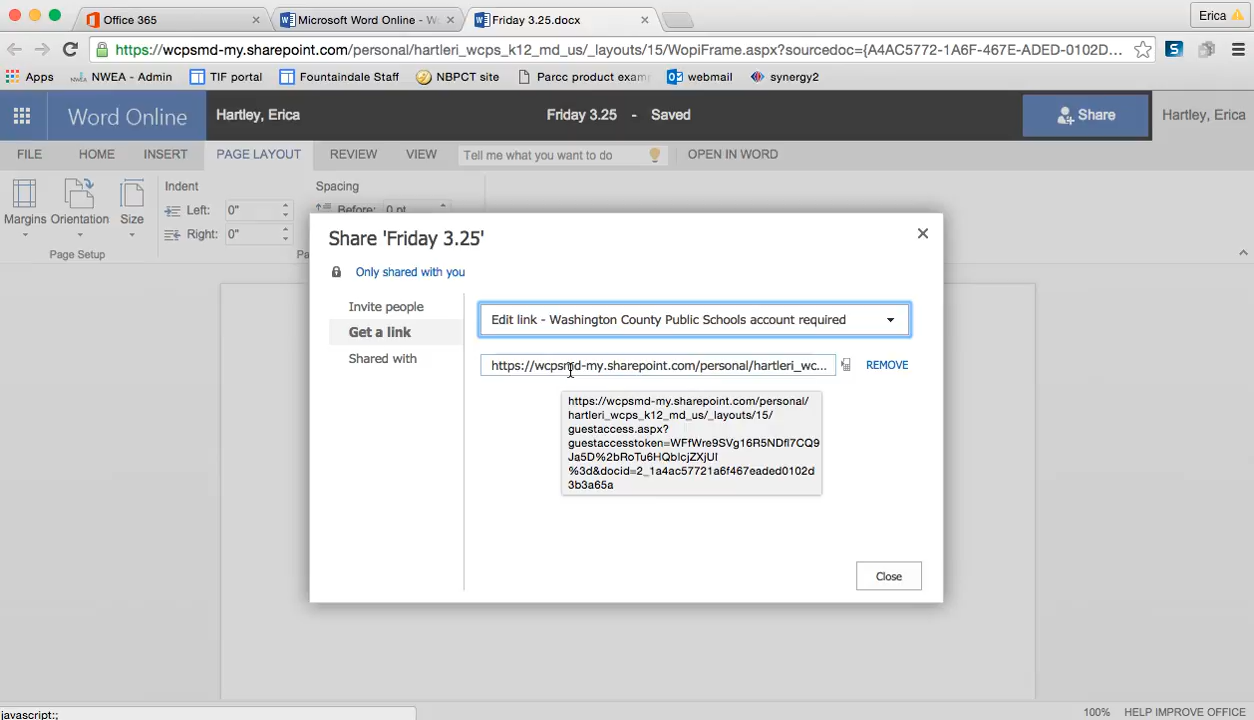 Office 365
Microsoft Word Online - W
Friday 3.25.docx
Erica
https://wcpsmd-my.sharepoint.com/personal/hartleri_wcps_k12_md_us/_layouts/15/WopiFrame.aspx?sourcedoc={A4AC5772-1A6F-467E-ADED-0102D...
Apps
NWEA - Admin
TIF portal
Fountaindale Staff
NBPCT site
Parcc product exam
webmail
synergy2
Word Online
Hartley, Erica
Friday 3.25 - Saved
Share
Hartley, Erica
FILE
HOME
INSERT
PAGE LAYOUT
REVIEW
VIEW
Tell me what you want to do
OPEN IN WORD
Margins
Orientation
Size
Page Setup
Indent
Left: 0"
Right: 0"
Spacing
Before: 0 pt
Pa
Share 'Friday 3.25'
Only shared with you
Invite people
Get a link
Shared with
Edit link - Washington County Public Schools account required
https://wcpsmd-my.sharepoint.com/personal/hartleri_wc...
REMOVE
https://wcpsmd-my.sharepoint.com/personal/
hartleri_wcps_k12_md_us/_layouts/15/
guestaccess.aspx?
guestaccesstoken=WFfWre9SVg16R5NDfl7CQ9
Ja5D%2bRoTu6HQblcjZXjUI
%3d&docid=2_1a4ac57721a6f467eaded0102d
3b3a65a
Close
javascript:;
100%
HELP IMPROVE OFFICE